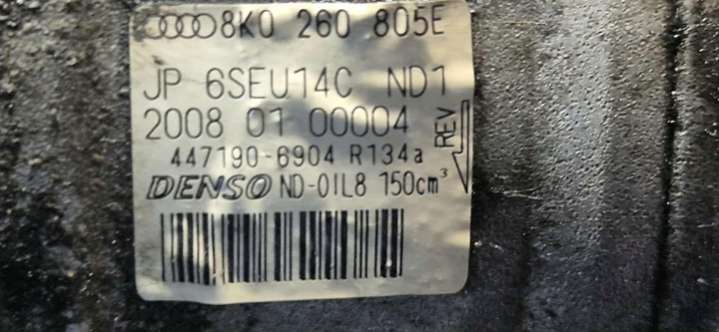 8K0 260 805E
JP 6SEU14C ND1
2008 01 00004
447190-6904 R134a
DENSO ND-OIL8 150cm³
REV